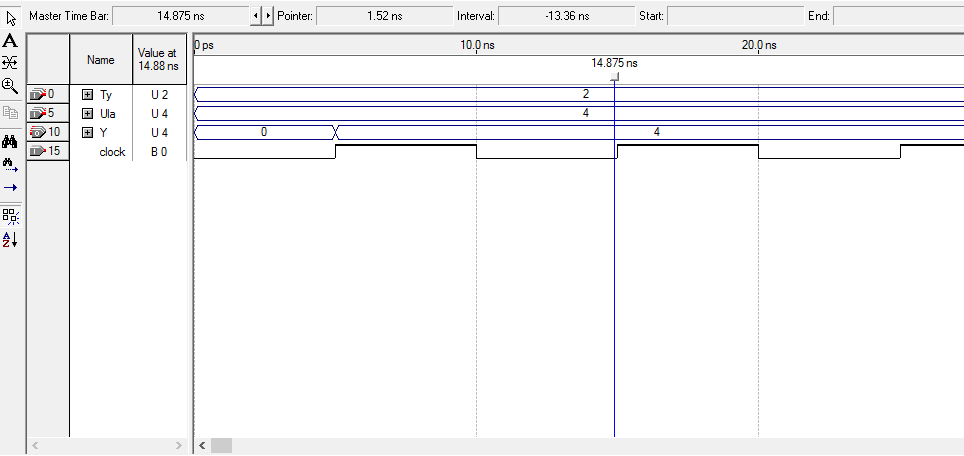 Master Time Bar: 14.875 ns Pointer: 1.52 ns Interval: -13.36 ns Start: End:
A
Name Value at 14.88 ns 0 ps 10.0 ns 20.0 ns
14.875 ns
0 Ty U 2 2
5 Ula U 4 4
10 Y U 4 0 4
15 clock B 0
A
Z